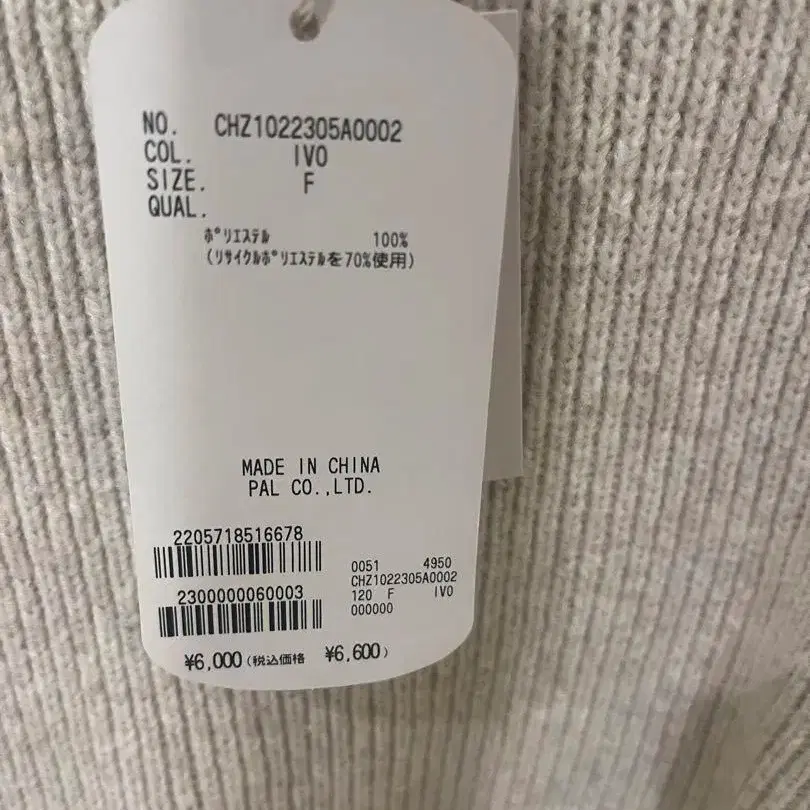 NO. CHZ1022305A0002
COL. IVO
SIZE. F
QUAL.
ﾎﾟﾘｴｽﾃﾙ 100%
(ﾘｻｲｸﾙﾎﾟﾘｴｽﾃﾙを70%使用)
MADE IN CHINA
PAL CO.,LTD.
2205718516678
2300000060003
0051 4950
CHZ1022305A0002
120 F IVO
000000
¥6,000(税込価格 ¥6,600)